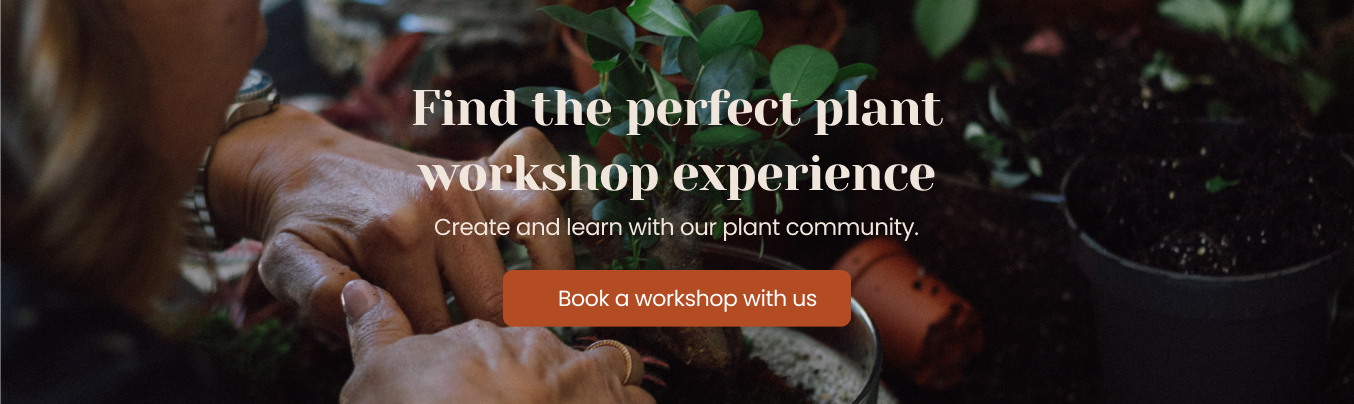 Find the perfect plant
workshop experience
Create and learn with our plant community.
Book a workshop with us